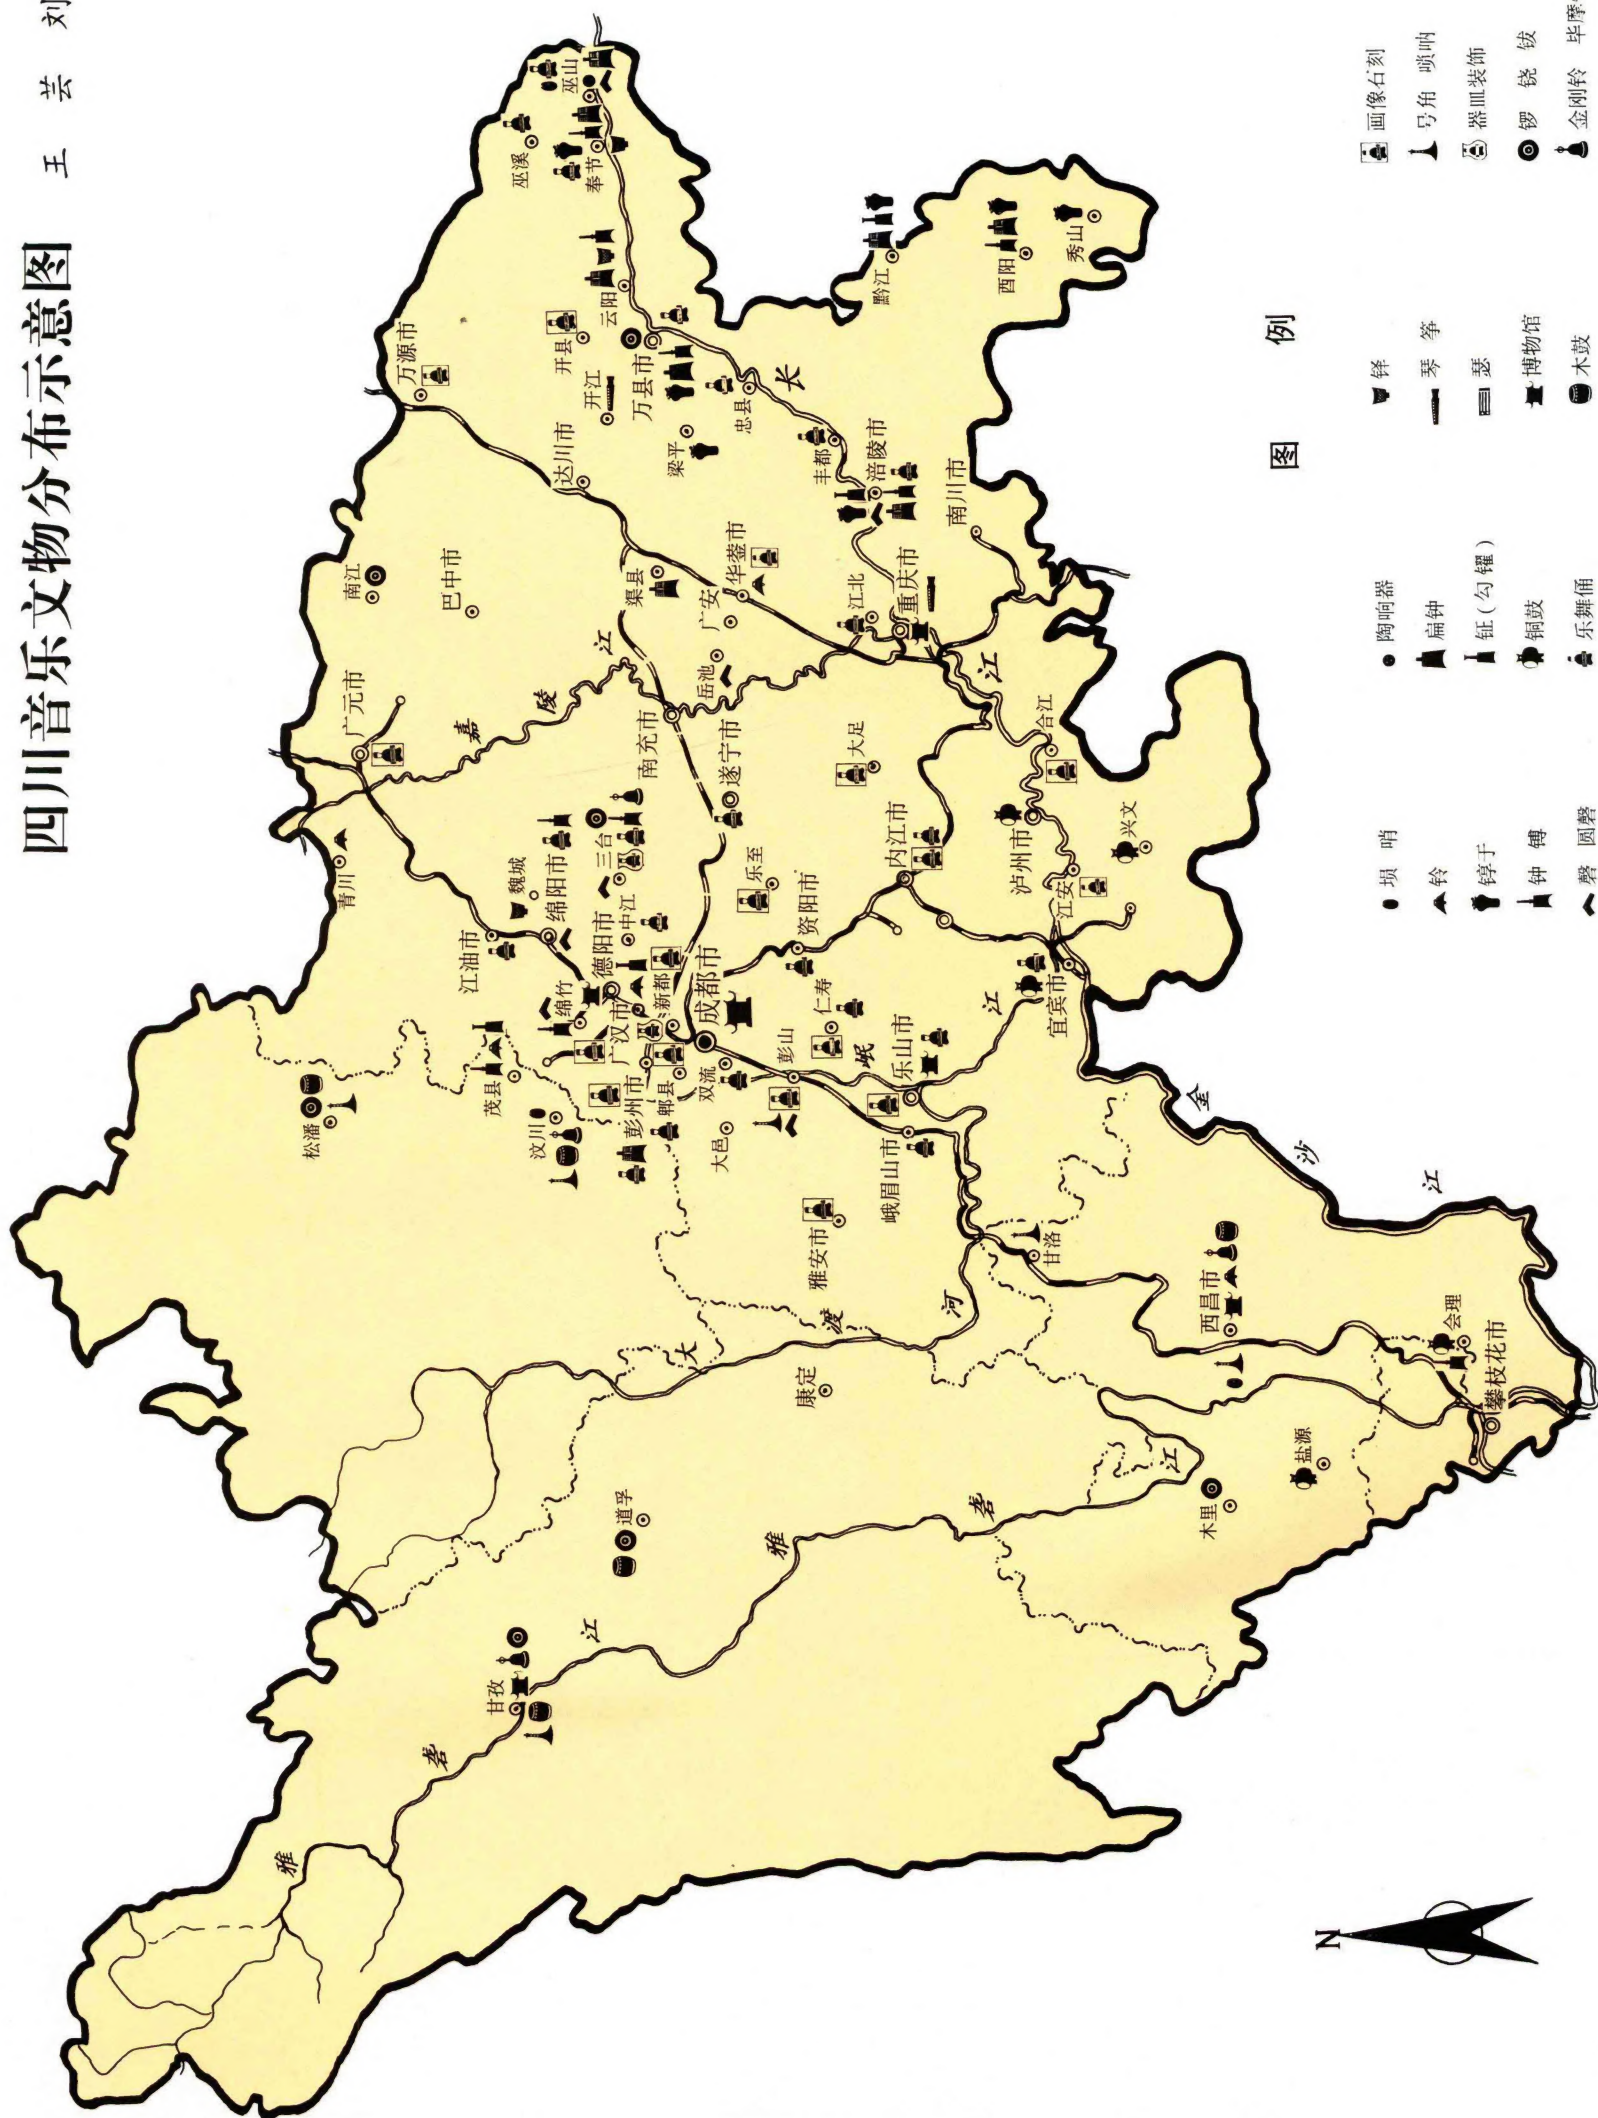 四川音乐文物分布示意图
王 芸 刘
巫山
巫溪
奉节
云阳
开县
万县市
开江
万源市
达川市
梁平
忠县
丰都
涪陵市
南川市
黔江
酉阳
秀山
长
江
南江
巴中市
渠县
广安
华蓥市
江北
重庆市
岳池
嘉
陵
江
广元市
南充市
遂宁市
大足
合江
青川
江油市
魏城
绵阳市
三台
中江
德阳市
绵竹
广汉市
新都
成都市
乐至
资阳市
内江市
泸州市
兴文
江安
宜宾市
仁寿
彭山
乐山市
岷
江
松潘
茂县
汶川
彭州市
郫县
双流
大邑
峨眉山市
雅安市
甘洛
西昌市
会理
攀枝花市
盐源
木里
金
沙
江
大
渡
河
康定
道孚
甘孜
雅
砻
江
雅
砻
江
N
图 例
埙 哨
铃
錞于
钟 镈
磬 圆磬
陶响器
扁钟
钲(勾鑃)
铜鼓
乐舞俑
铎
琴 筝
瑟
博物馆
木鼓
画像石刻
号角 唢呐
器皿装饰
锣 铙 钹
金刚铃 毕摩